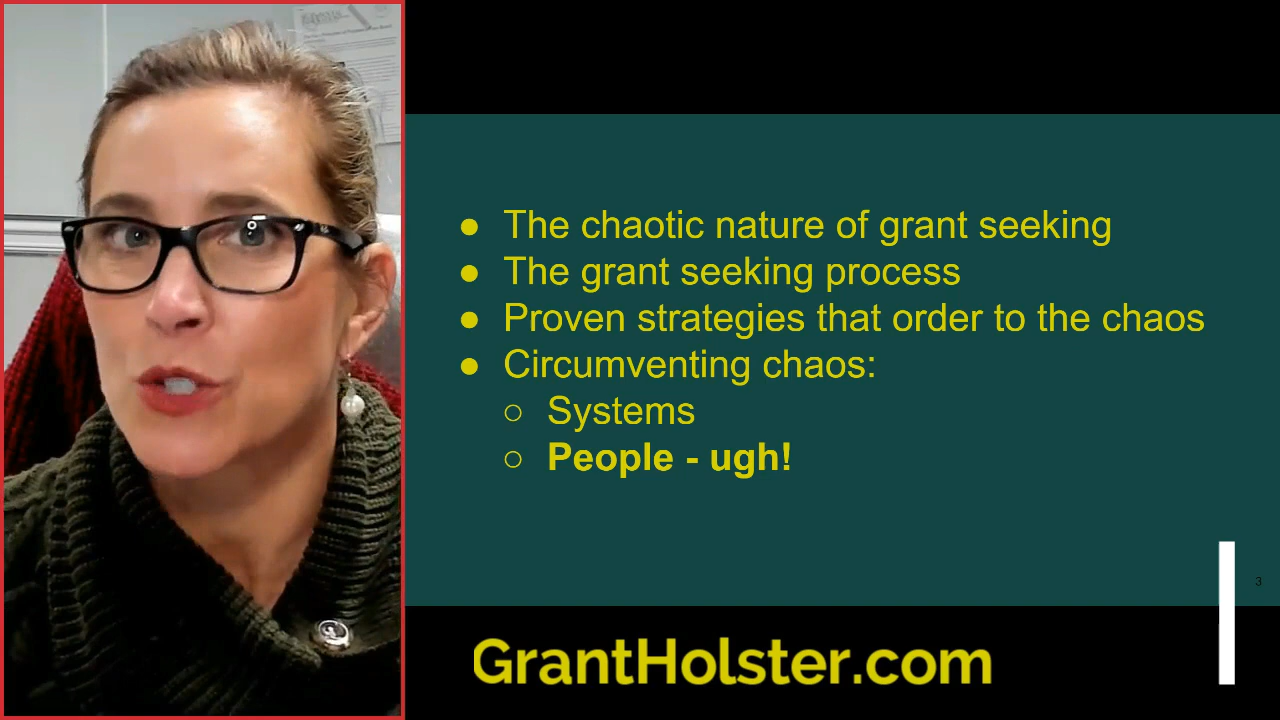 ● The chaotic nature of grant seeking
● The grant seeking process
● Proven strategies that order to the chaos
● Circumventing chaos:
○ Systems
○ People - ugh!
3
GrantHolster.com